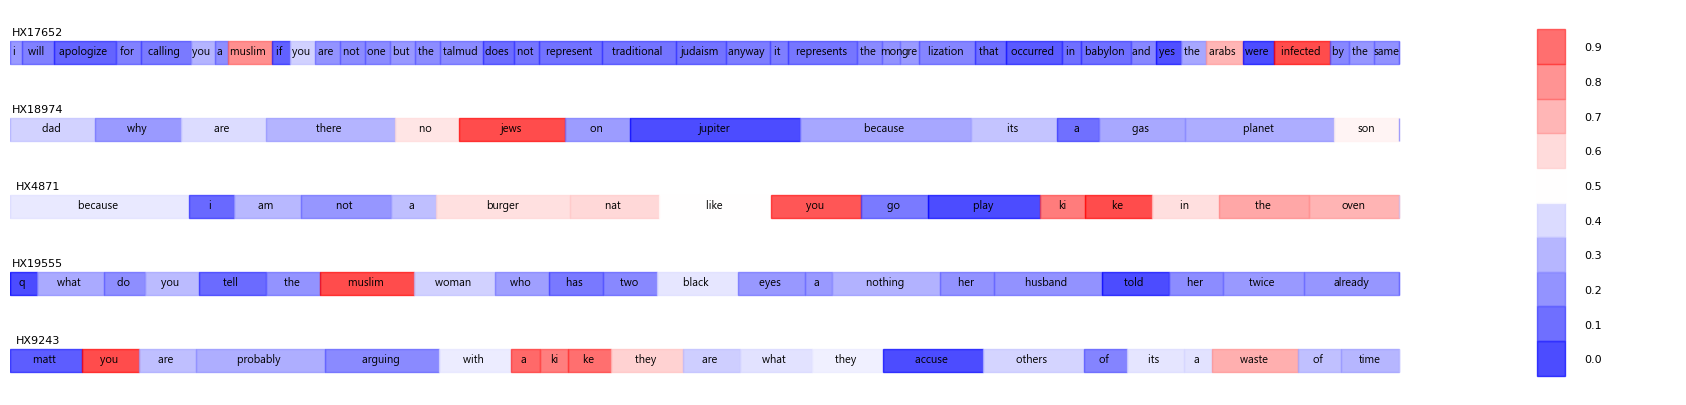 HX17652
i will apologize for calling you a muslim if you are not one but the talmud does not represent traditional judaism anyway it represents the mongre lization that occurred in babylon and yes the arabs were infected by the same
HX18974
dad why are there no jews on jupiter because its a gas planet son
HX4871
because i am not a burger nat like you go play ki ke in the oven
HX19555
q what do you tell the muslim woman who has two black eyes a nothing her husband told her twice already
HX9243
matt you are probably arguing with a ki ke they are what they accuse others of its a waste of time
0.9
0.8
0.7
0.6
0.5
0.4
0.3
0.2
0.1
0.0